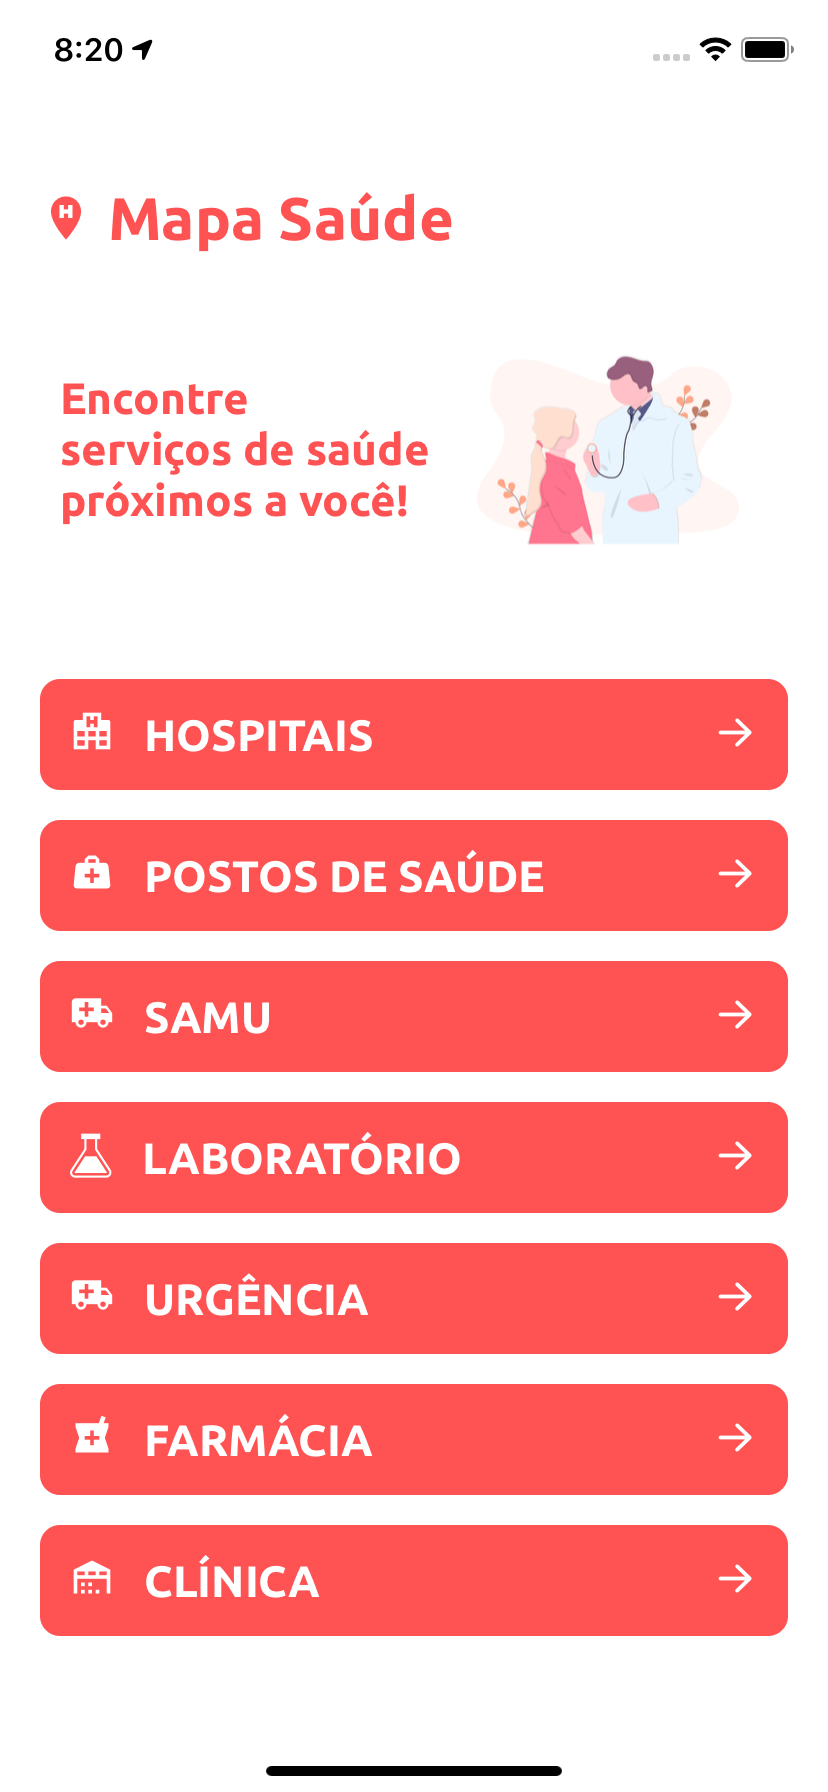 8:20
Mapa Saúde
Encontre
serviços de saúde
próximos a você!
HOSPITAIS
POSTOS DE SAÚDE
SAMU
LABORATÓRIO
URGÊNCIA
FARMÁCIA
CLÍNICA